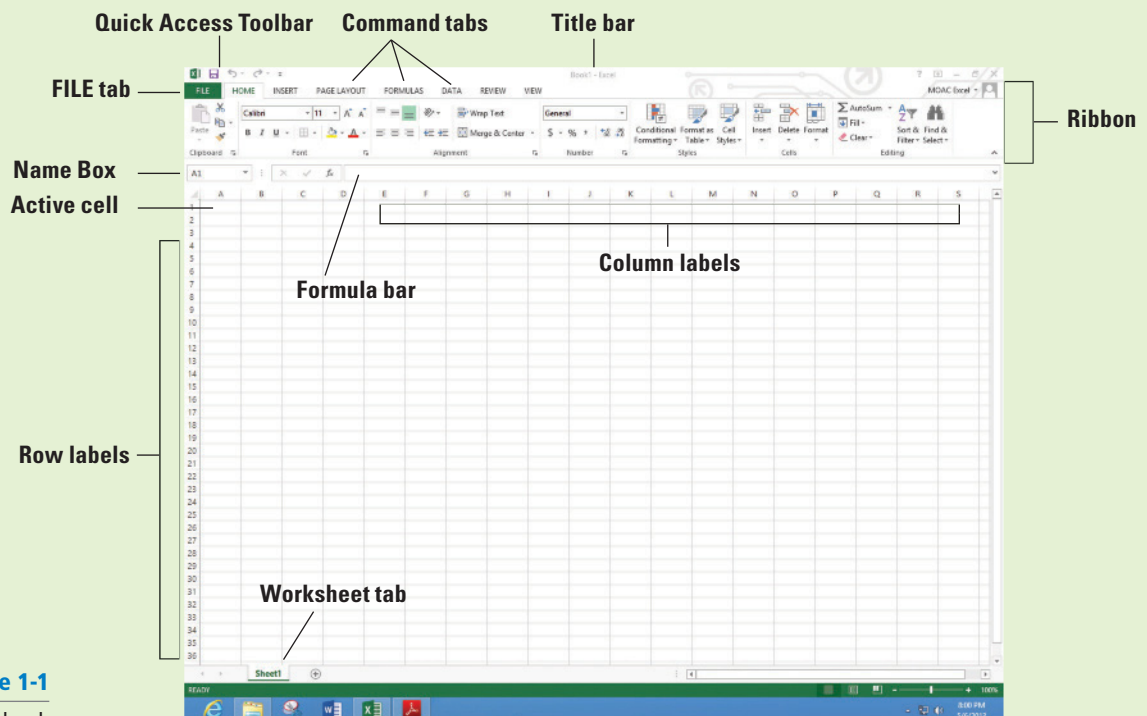 Quick Access Toolbar Command tabs Title bar
Book1 - Excel
FILE tab
FILE HOME INSERT PAGE LAYOUT FORMULAS DATA REVIEW VIEW MOAC Excel
Ribbon
Calibri 11 Wrap Text General AutoSum
Fill
Paste B I U Merge & Center $ % Conditional Format as Cell Insert Delete Format Sort & Find &
Formatting Table Styles Clear Filter Select
Clipboard Font Alignment Number Styles Cells Editing
Name Box
A1 fx
Active cell
A B C D E F G H I J K L M N O P Q R S
1
2
3
4
5
Column labels
6
7
Formula bar
8
9
10
11
12
13
14
15
16
17
18
19
Row labels
20
21
22
23
24
25
26
27
28
29
30
Worksheet tab
31
32
33
34
35
36
Sheet1
e 1-1
READY 100%
8:00 PM